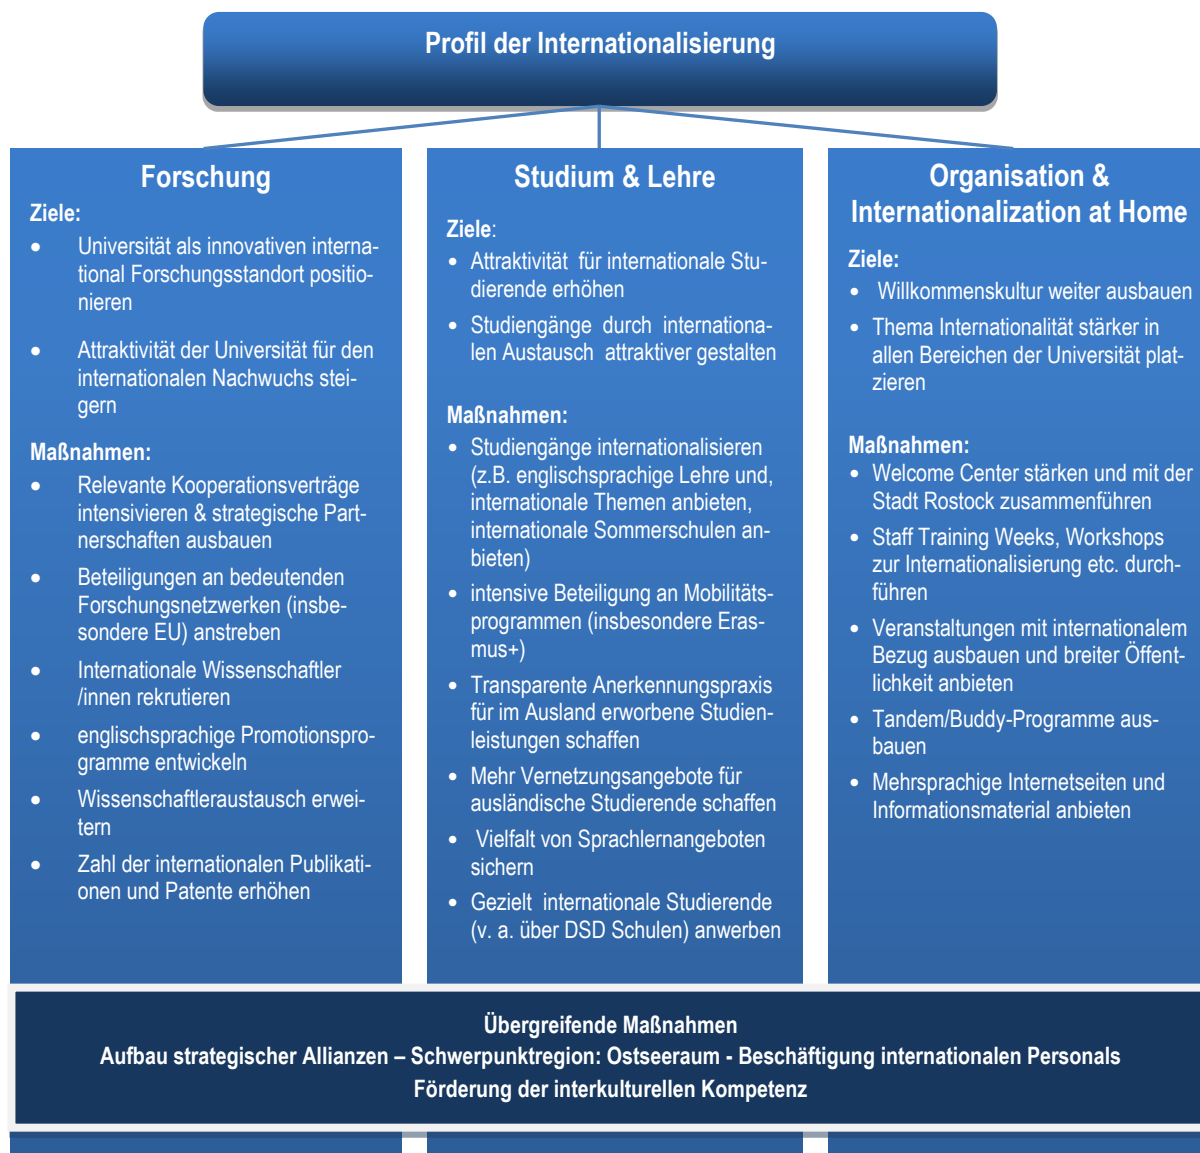 Profil der Internationalisierung
Forschung
Ziele:
• Universität als innovativen interna-
tional Forschungsstandort positio-
nieren
• Attraktivität der Universität für den
internationalen Nachwuchs stei-
gern
Maßnahmen:
• Relevante Kooperationsverträge
intensivieren & strategische Part-
nerschaften ausbauen
• Beteiligungen an bedeutenden
Forschungsnetzwerken (insbe-
sondere EU) anstreben
• Internationale Wissenschaftler
/innen rekrutieren
• englischsprachige Promotionspro-
gramme entwickeln
• Wissenschaftleraustausch erwei-
tern
• Zahl der internationalen Publikati-
onen und Patente erhöhen
Studium & Lehre
Ziele:
• Attraktivität für internationale Stu-
dierende erhöhen
• Studiengänge durch internationa-
len Austausch attraktiver gestalten
Maßnahmen:
• Studiengänge internationalisieren
(z.B. englischsprachige Lehre und,
internationale Themen anbieten,
internationale Sommerschulen an-
bieten)
• intensive Beteiligung an Mobilitäts-
programmen (insbesondere Eras-
mus+)
• Transparente Anerkennungspraxis
für im Ausland erworbene Studien-
leistungen schaffen
• Mehr Vernetzungsangebote für
ausländische Studierende schaffen
• Vielfalt von Sprachlernangeboten
sichern
• Gezielt internationale Studierende
(v. a. über DSD Schulen) anwerben
Organisation &
Internationalization at Home
Ziele:
• Willkommenskultur weiter ausbauen
• Thema Internationalität stärker in
allen Bereichen der Universität plat-
zieren
Maßnahmen:
• Welcome Center stärken und mit der
Stadt Rostock zusammenführen
• Staff Training Weeks, Workshops
zur Internationalisierung etc. durch-
führen
• Veranstaltungen mit internationalem
Bezug ausbauen und breiter Öffent-
lichkeit anbieten
• Tandem/Buddy-Programme aus-
bauen
• Mehrsprachige Internetseiten und
Informationsmaterial anbieten
Übergreifende Maßnahmen
Aufbau strategischer Allianzen – Schwerpunktregion: Ostseeraum - Beschäftigung internationalen Personals
Förderung der interkulturellen Kompetenz